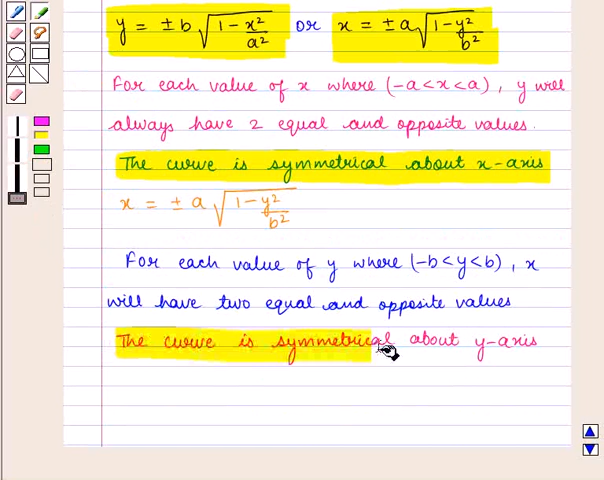 y = ± b √(1 - x²/a²) or x = ± a √(1 - y²/b²)
For each value of x where (-a < x < a), y will
always have 2 equal and opposite values.
The curve is symmetrical about x-axis
x = ± a √(1 - y²/b²)
For each value of y where (-b < y < b), x
will have two equal and opposite values
The curve is symmetrical about y-axis